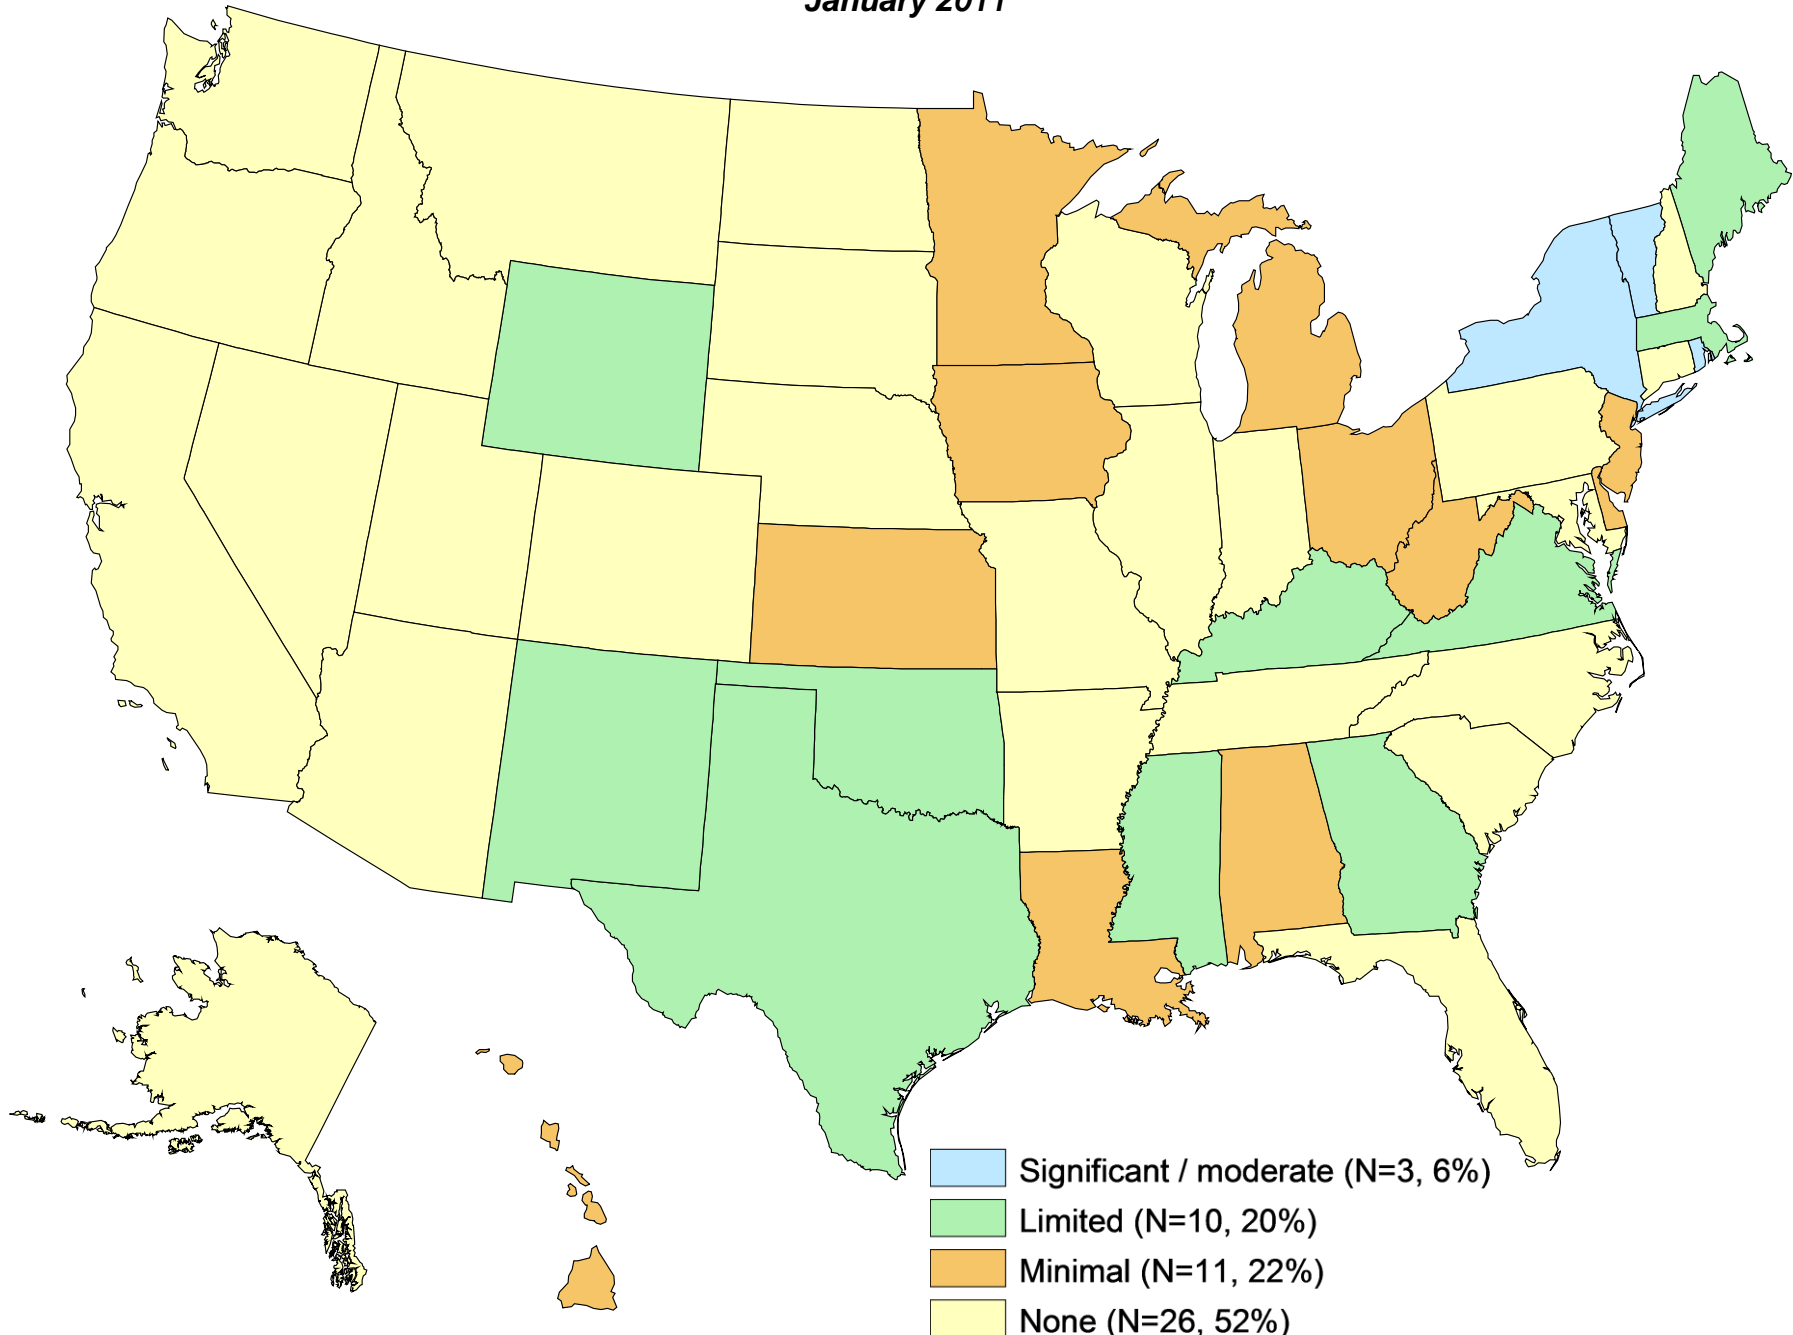 January 2011
Significant / moderate (N=3, 6%)
Limited (N=10, 20%)
Minimal (N=11, 22%)
None (N=26, 52%)